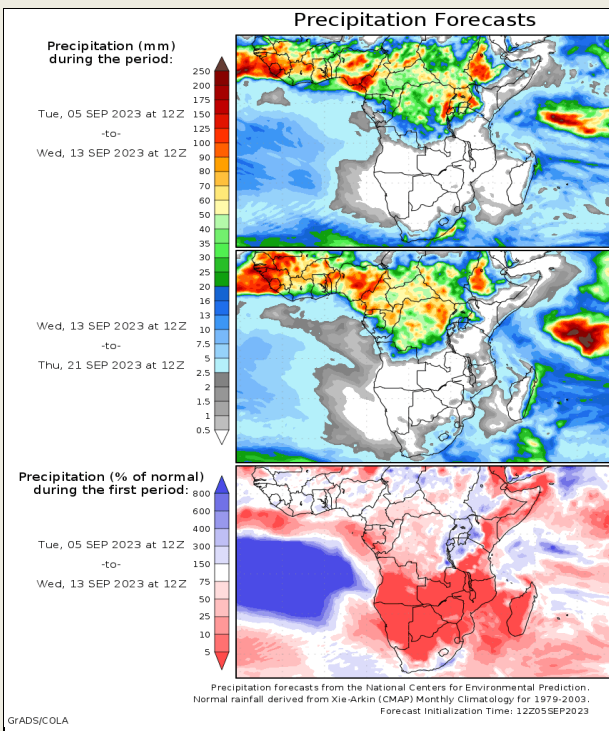 Precipitation Forecasts
Precipitation (mm)
during the period:
250
200
175
150
125
100
90
80
70
60
50
40
35
30
25
20
16
13
10
7.5
5
2.5
2
1.5
1
0.5
Tue, 05 SEP 2023 at 12Z
-to-
Wed, 13 SEP 2023 at 12Z
Wed, 13 SEP 2023 at 12Z
-to-
Thu, 21 SEP 2023 at 12Z
Precipitation (% of normal)
during the first period:
800
600
400
300
150
75
50
25
10
5
Tue, 05 SEP 2023 at 12Z
-to-
Wed, 13 SEP 2023 at 12Z
Precipitation forecasts from the National Centers for Environmental Prediction.
Normal rainfall derived from Xie-Arkin (CMAP) Monthly Climatology for 1979-2003.
Forecast Initialization Time: 12Z05SEP2023
GrADS/COLA